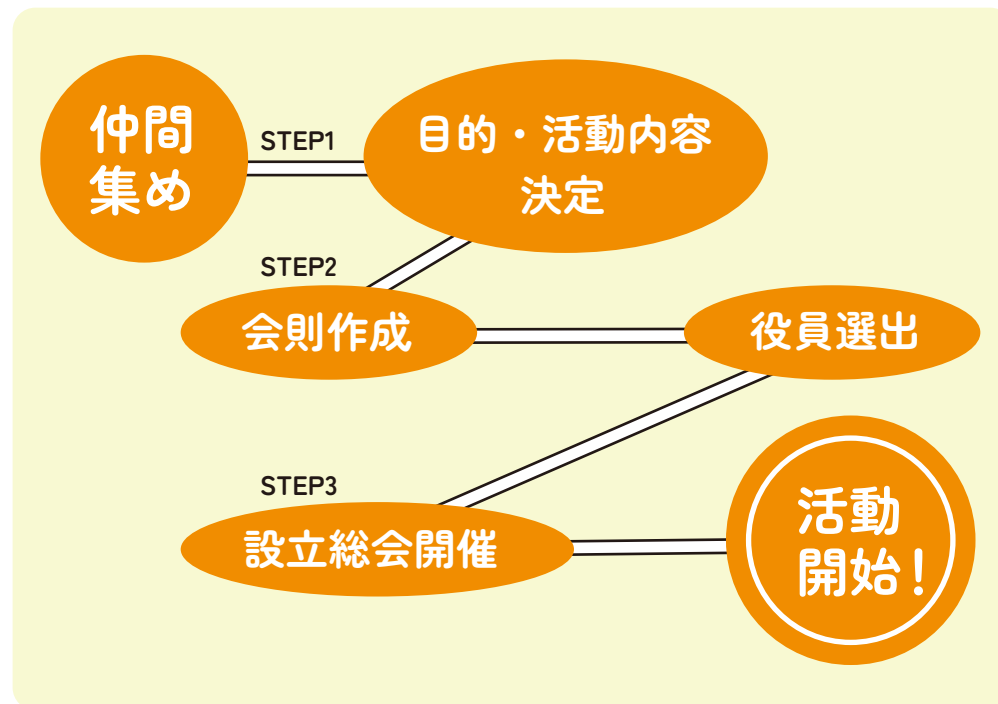 仲間
集め
STEP1
目的・活動内容
決定
STEP2
会則作成
役員選出
STEP3
設立総会開催
活動
開始！